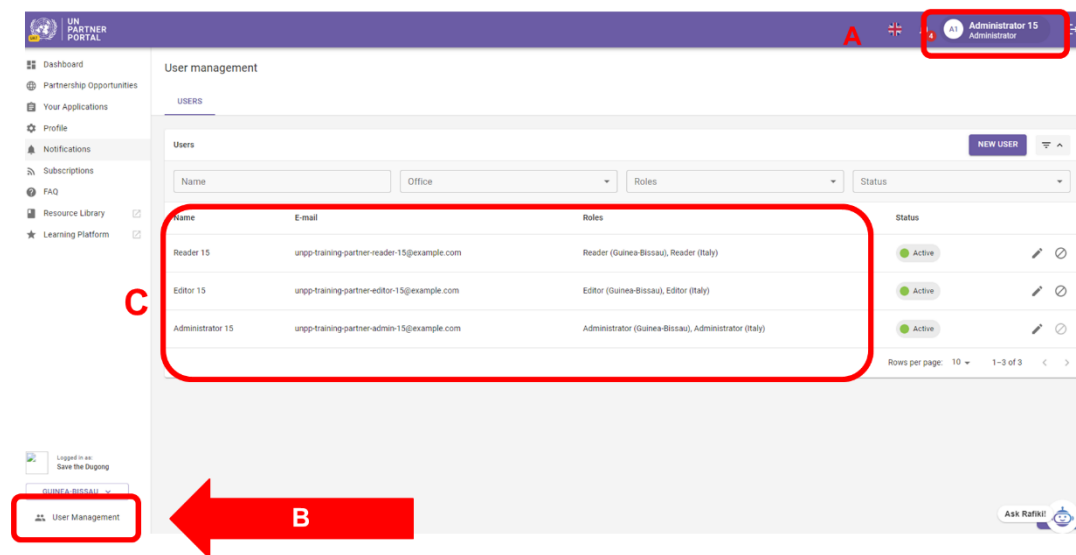 UN
PARTNER
PORTAL
A
4
A1
Administrator 15
Administrator
Dashboard
Partnership Opportunities
Your Applications
Profile
Notifications
Subscriptions
FAQ
Resource Library
Learning Platform
User management
USERS
Users
NEW USER
Name
Office
Roles
Status
Name E-mail Roles Status
Reader 15 unpp-training-partner-reader-15@example.com Reader (Guinea-Bissau), Reader (Italy) Active
Editor 15 unpp-training-partner-editor-15@example.com Editor (Guinea-Bissau), Editor (Italy) Active
Administrator 15 unpp-training-partner-admin-15@example.com Administrator (Guinea-Bissau), Administrator (Italy) Active
Rows per page: 10 1–3 of 3
C
Logged in as:
Save the Dugong
GUINEA-BISSAU
User Management
B
Ask Rafiki!